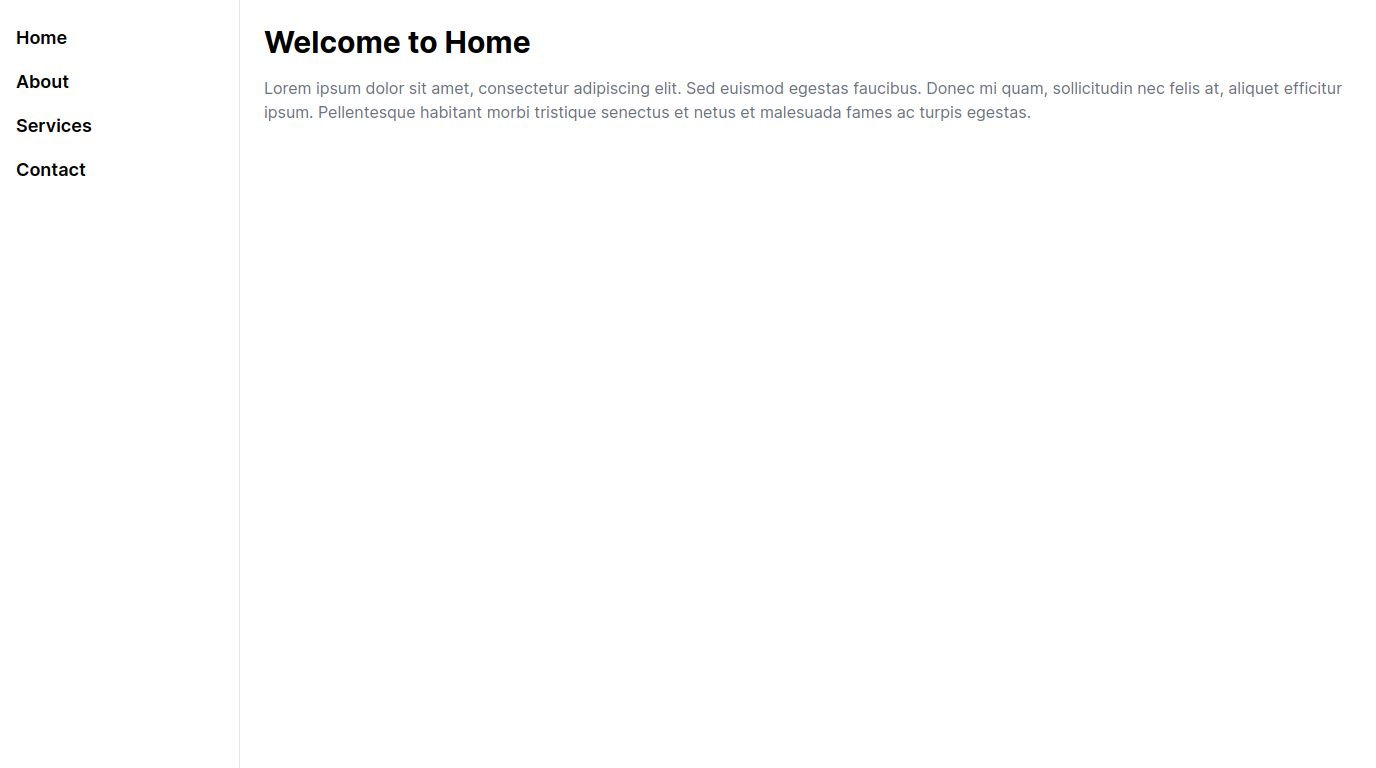 Home
About
Services
Contact
Welcome to Home
Lorem ipsum dolor sit amet, consectetur adipiscing elit. Sed euismod egestas faucibus. Donec mi quam, sollicitudin nec felis at, aliquet efficitur
ipsum. Pellentesque habitant morbi tristique senectus et netus et malesuada fames ac turpis egestas.